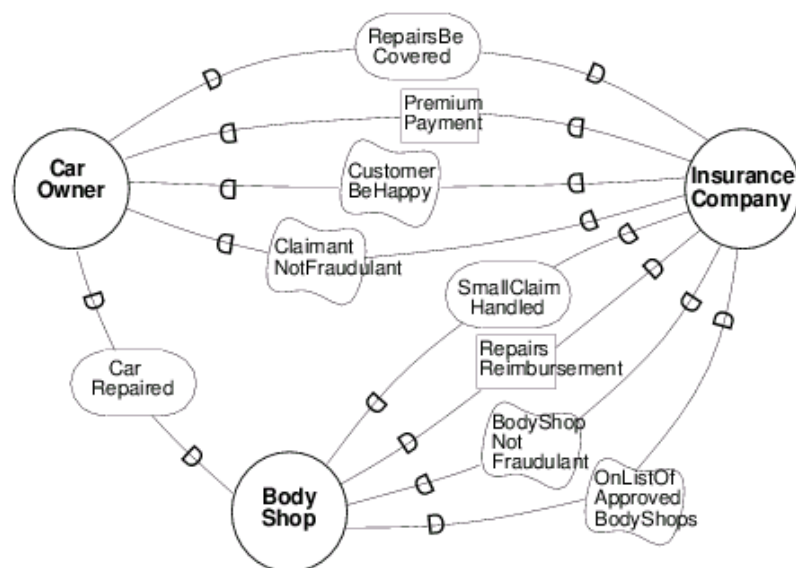 RepairsBe
Covered
Premium
Payment
Car
Owner
Customer
BeHappy
Insurance
Company
Claimant
NotFraudulant
SmallClaim
Handled
Repairs
Reimbursement
Car
Repaired
BodyShop
Not
Fraudulant
OnListOf
Approved
BodyShops
Body
Shop